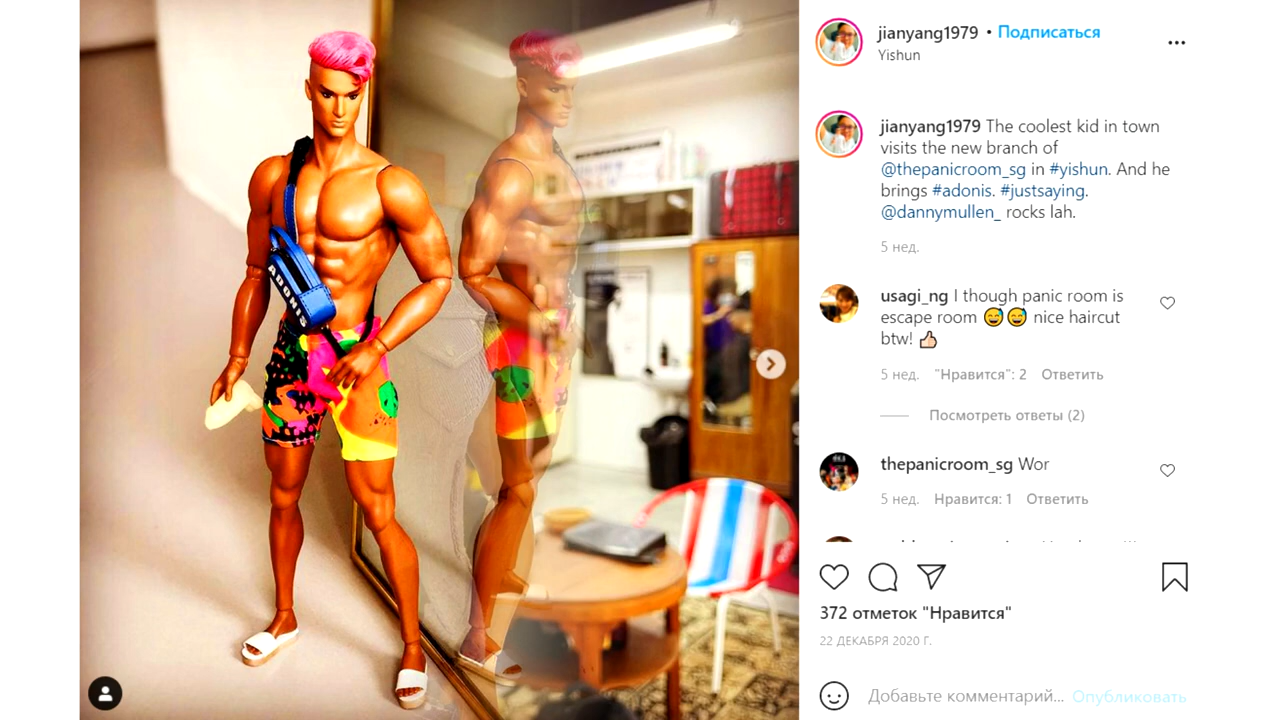 jianyang1979 • Подписаться
Yishun
jianyang1979 The coolest kid in town
visits the new branch of
@thepanicroom_sg in #yishun. And he
brings #adonis. #justsaying.
@dannymullen_ rocks lah.
5 нед.
usagi_ng I though panic room is
escape room 😅😅 nice haircut
btw! 👍🏻
5 нед. "Нравится": 2 Ответить
Посмотреть ответы (2)
thepanicroom_sg Wor
5 нед. Нравится: 1 Ответить
372 отметок "Нравится"
22 ДЕКАБРЯ 2020 Г.
Добавьте комментарий... Опубликовать
ADONIS